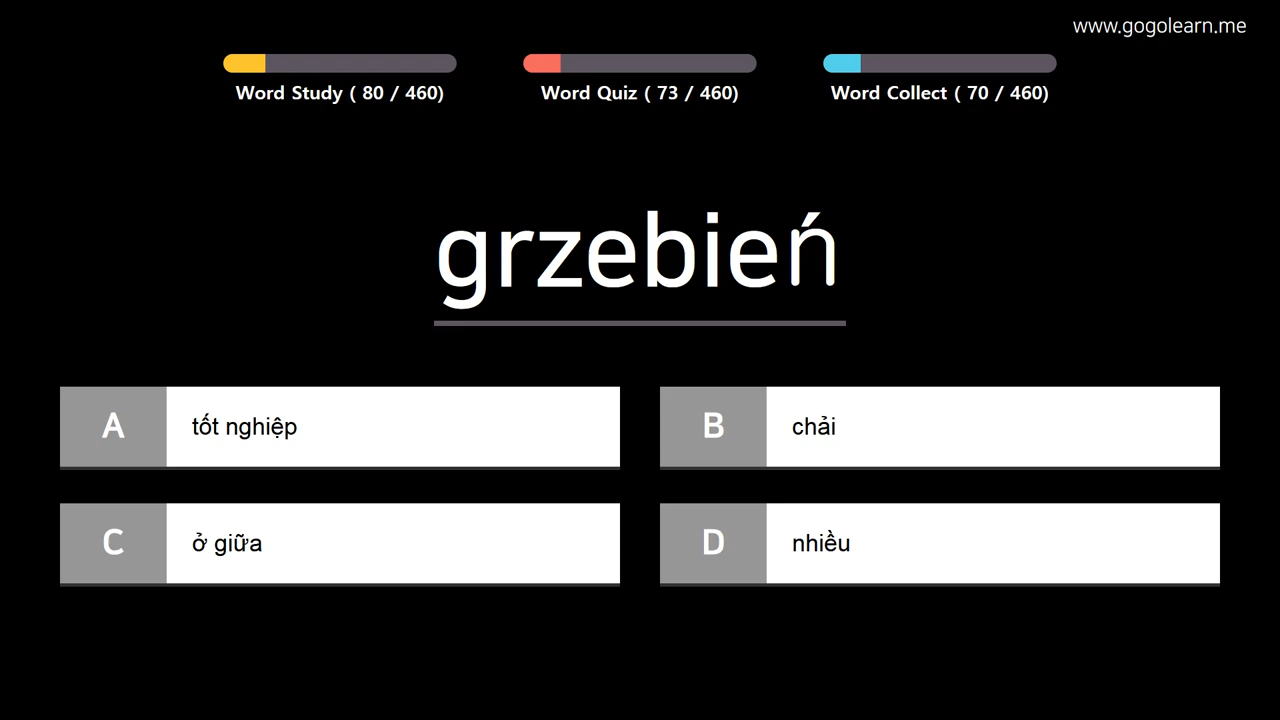 www.gogolearn.me
Word Study ( 80 / 460)
Word Quiz ( 73 / 460)
Word Collect ( 70 / 460)
grzebień
A tốt nghiệp
B chải
C ở giữa
D nhiều